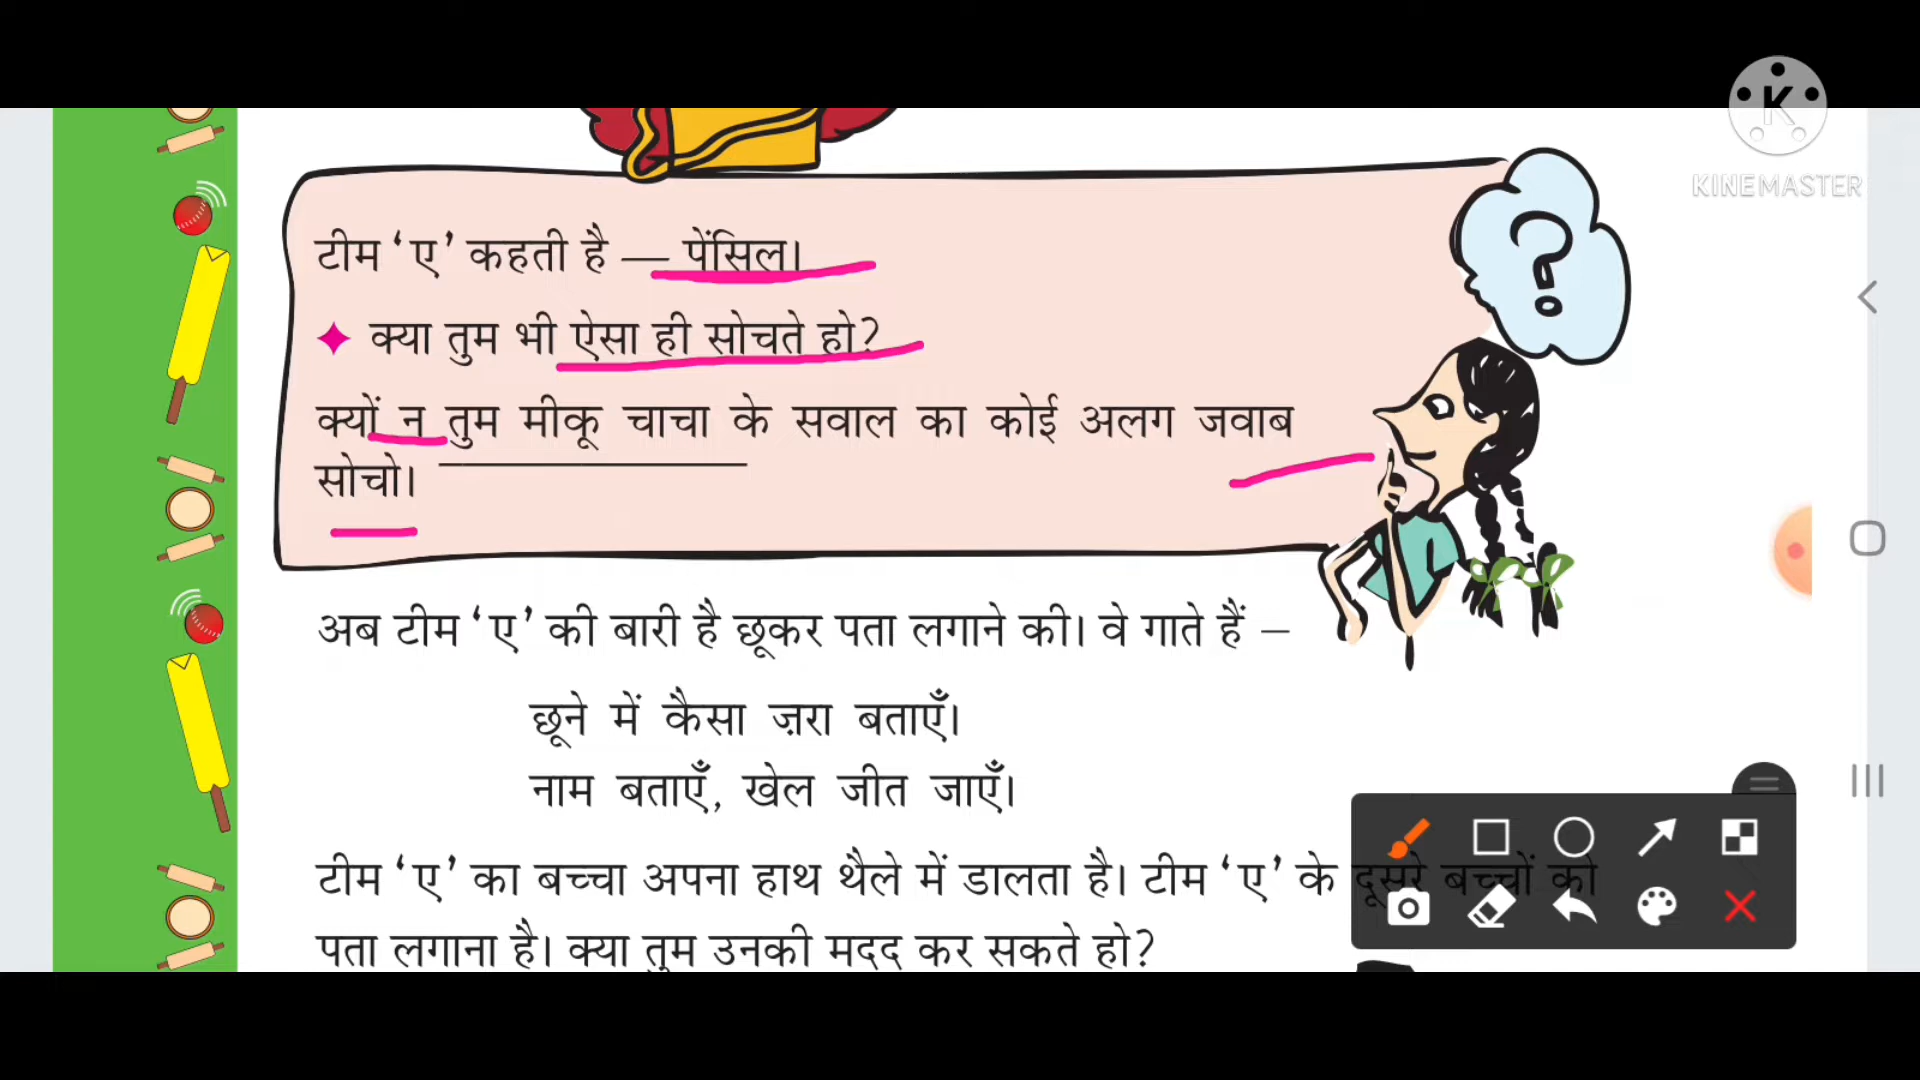 KINEMASTER
टीम ‘ए’ कहती है — पेंसिल।
क्या तुम भी ऐसा ही सोचते हो?
क्यों न तुम मीकू चाचा के सवाल का कोई अलग जवाब
सोचो।
अब टीम ‘ए’ की बारी है छूकर पता लगाने की। वे गाते हैं –
छूने में कैसा ज़रा बताएँ।
नाम बताएँ, खेल जीत जाएँ।
टीम ‘ए’ का बच्चा अपना हाथ थैले में डालता है। टीम ‘ए’ के दूसरे बच्चों को
पता लगाना है। क्या तुम उनकी मदद कर सकते हो?